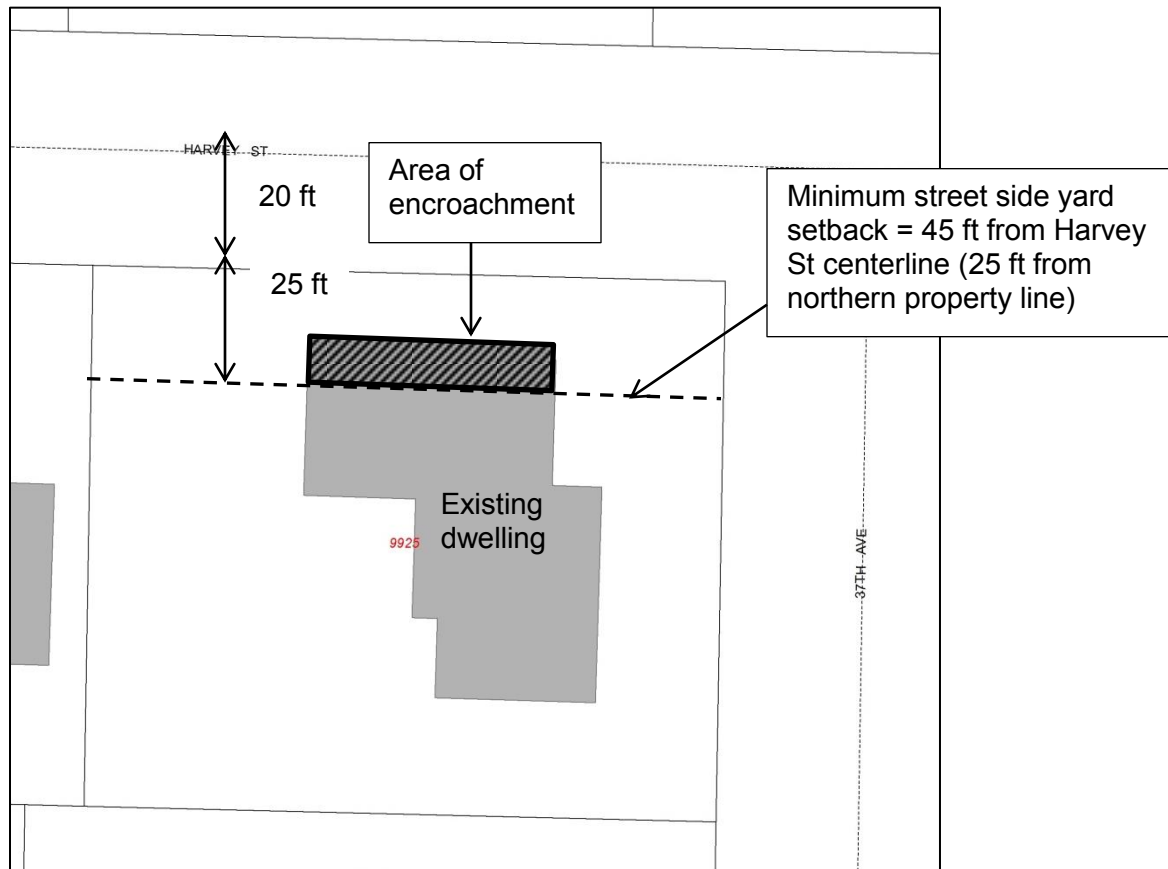 HARVEY ST
20 ft
Area of
encroachment
Minimum street side yard
setback = 45 ft from Harvey
St centerline (25 ft from
northern property line)
25 ft
Existing
dwelling
9925
37TH AVE